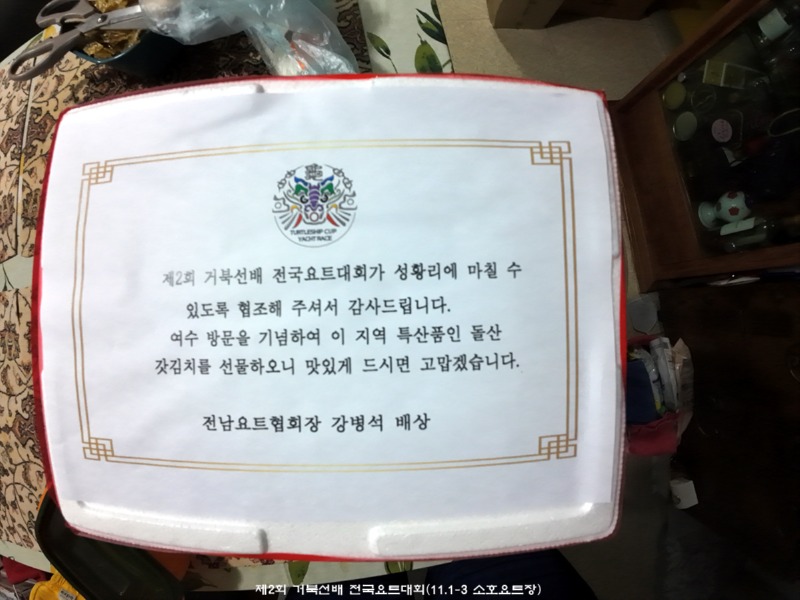 TURTLESHIP CUP
YACHT RACE
제2회 거북선배 전국요트대회가 성황리에 마칠 수
있도록 협조해 주셔서 감사드립니다.
여수 방문을 기념하여 이 지역 특산품인 돌산
갓김치를 선물하오니 맛있게 드시면 고맙겠습니다.
전남요트협회장 강병석 배상
제2회 거북선배 전국요트대회(11.1-3 소호요트장)